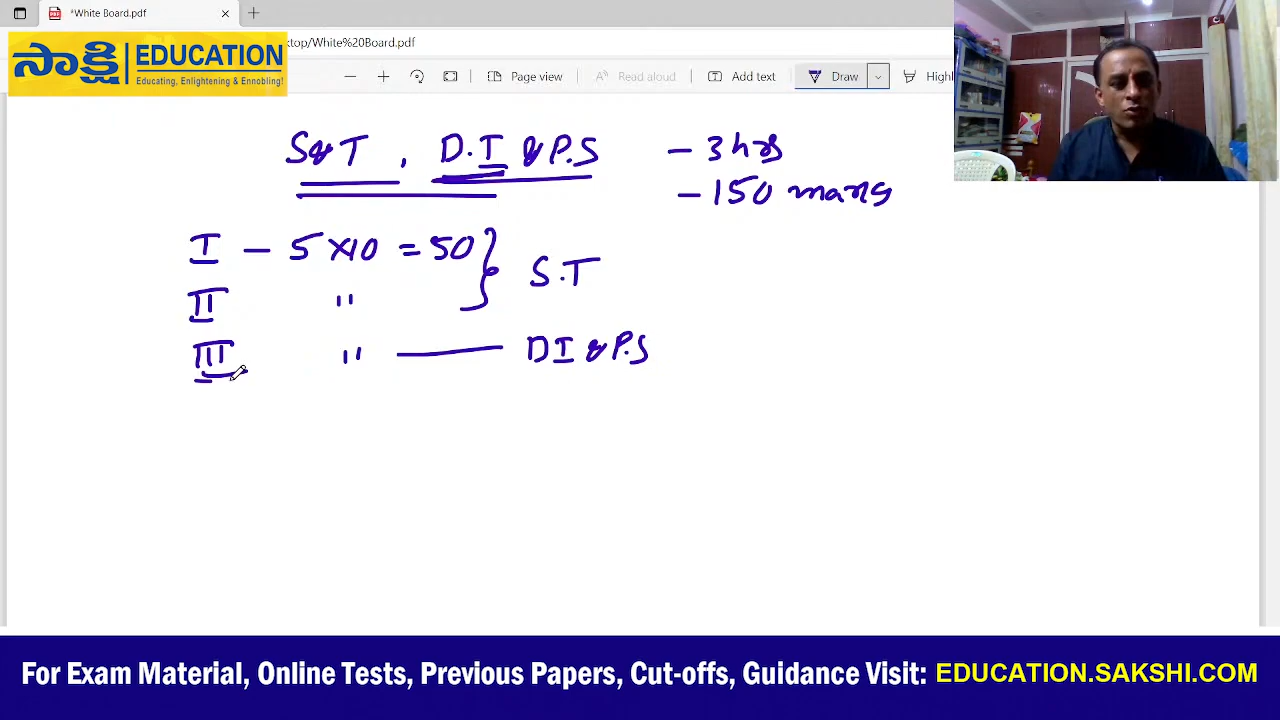 *White Board.pdf
ktop/White%20Board.pdf
సాక్షి EDUCATION
Educating, Enlightening & Ennobling!
Page view
Read aloud
Add text
Draw
Highl
S&T , D.I & P.S - 3 hrs
- 150 marks
I - 5 x 10 = 50 } S.T
II "
III " — DI & P.S
For Exam Material, Online Tests, Previous Papers, Cut-offs, Guidance Visit: EDUCATION.SAKSHI.COM